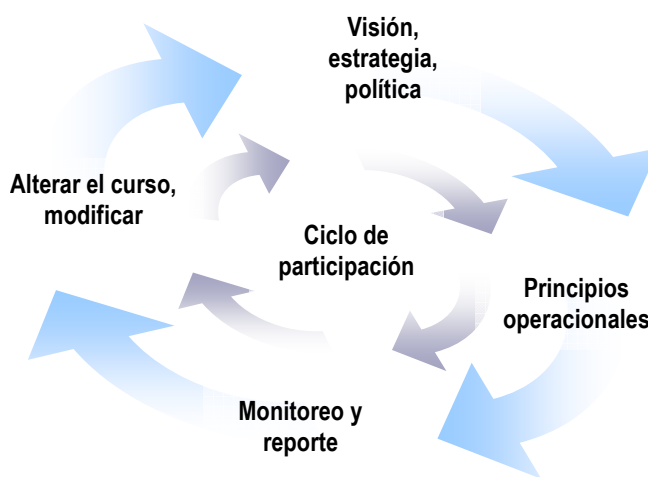 Visión,
estrategia,
política
Alterar el curso,
modificar
Ciclo de
participación
Principios
operacionales
Monitoreo y
reporte